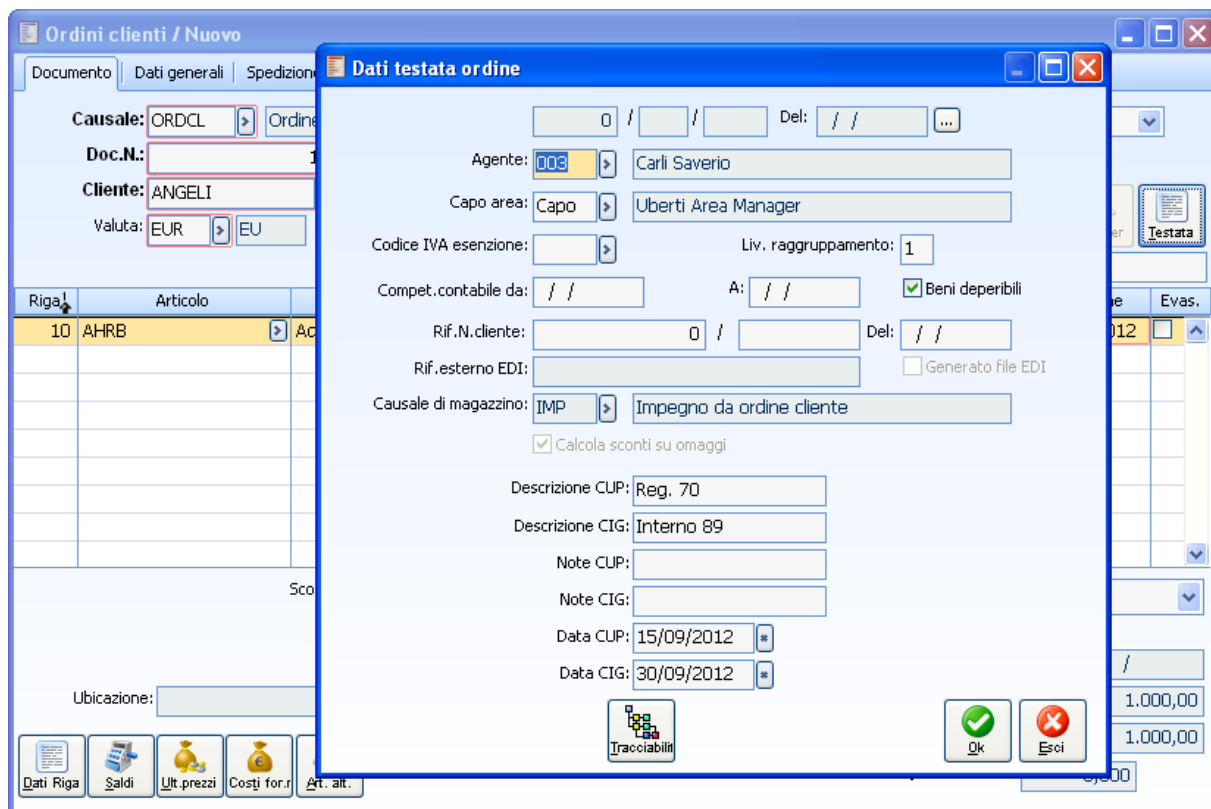 Ordini clienti / Nuovo
Documento Dati generali Spedizion
Causale: ORDCL Ordine
Doc.N.: 1
Cliente: ANGELI
Valuta: EUR EU
Testata
Riga Articolo Evas.
10 AHRB Ac 012
Sco
Ubicazione:
/
1.000,00
1.000,00
Dati Riga Saldi Ult.prezzi Costi for.r Art. alt.
Dati testata ordine
0 / / Del: / / ...
Agente: 003 Carli Saverio
Capo area: Capo Uberti Area Manager
Codice IVA esenzione: Liv. raggruppamento: 1
Compet.contabile da: / / A: / / Beni deperibili
Rif.N.cliente: 0 / Del: / /
Rif.esterno EDI: Generato file EDI
Causale di magazzino: IMP Impegno da ordine cliente
Calcola sconti su omaggi
Descrizione CUP: Reg. 70
Descrizione CIG: Interno 89
Note CUP:
Note CIG:
Data CUP: 15/09/2012
Data CIG: 30/09/2012
Tracciabilit Ok Esci